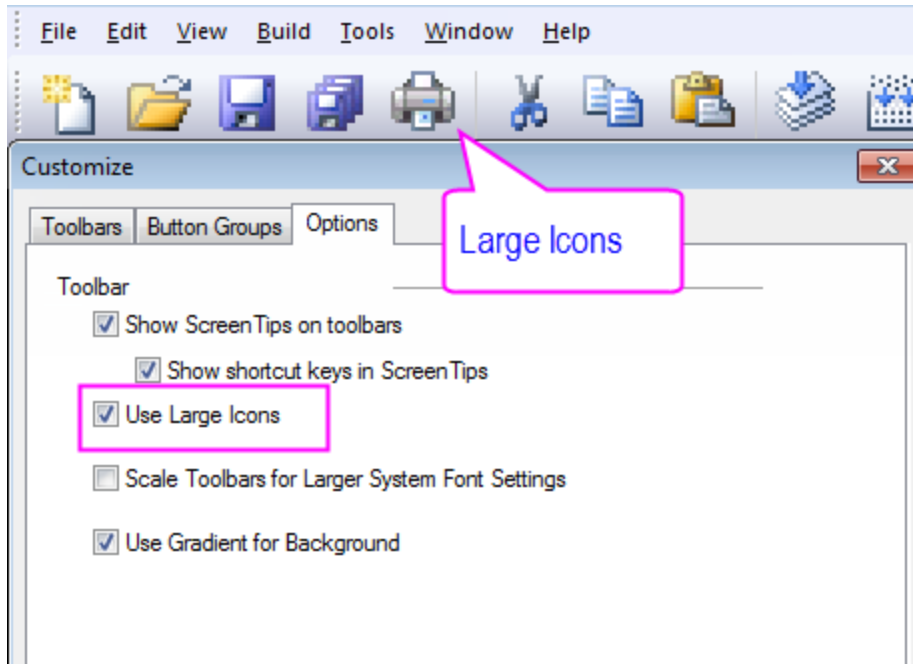 File Edit View Build Tools Window Help
Customize
Toolbars Button Groups Options
Large Icons
Toolbar
Show ScreenTips on toolbars
Show shortcut keys in ScreenTips
Use Large Icons
Scale Toolbars for Larger System Font Settings
Use Gradient for Background